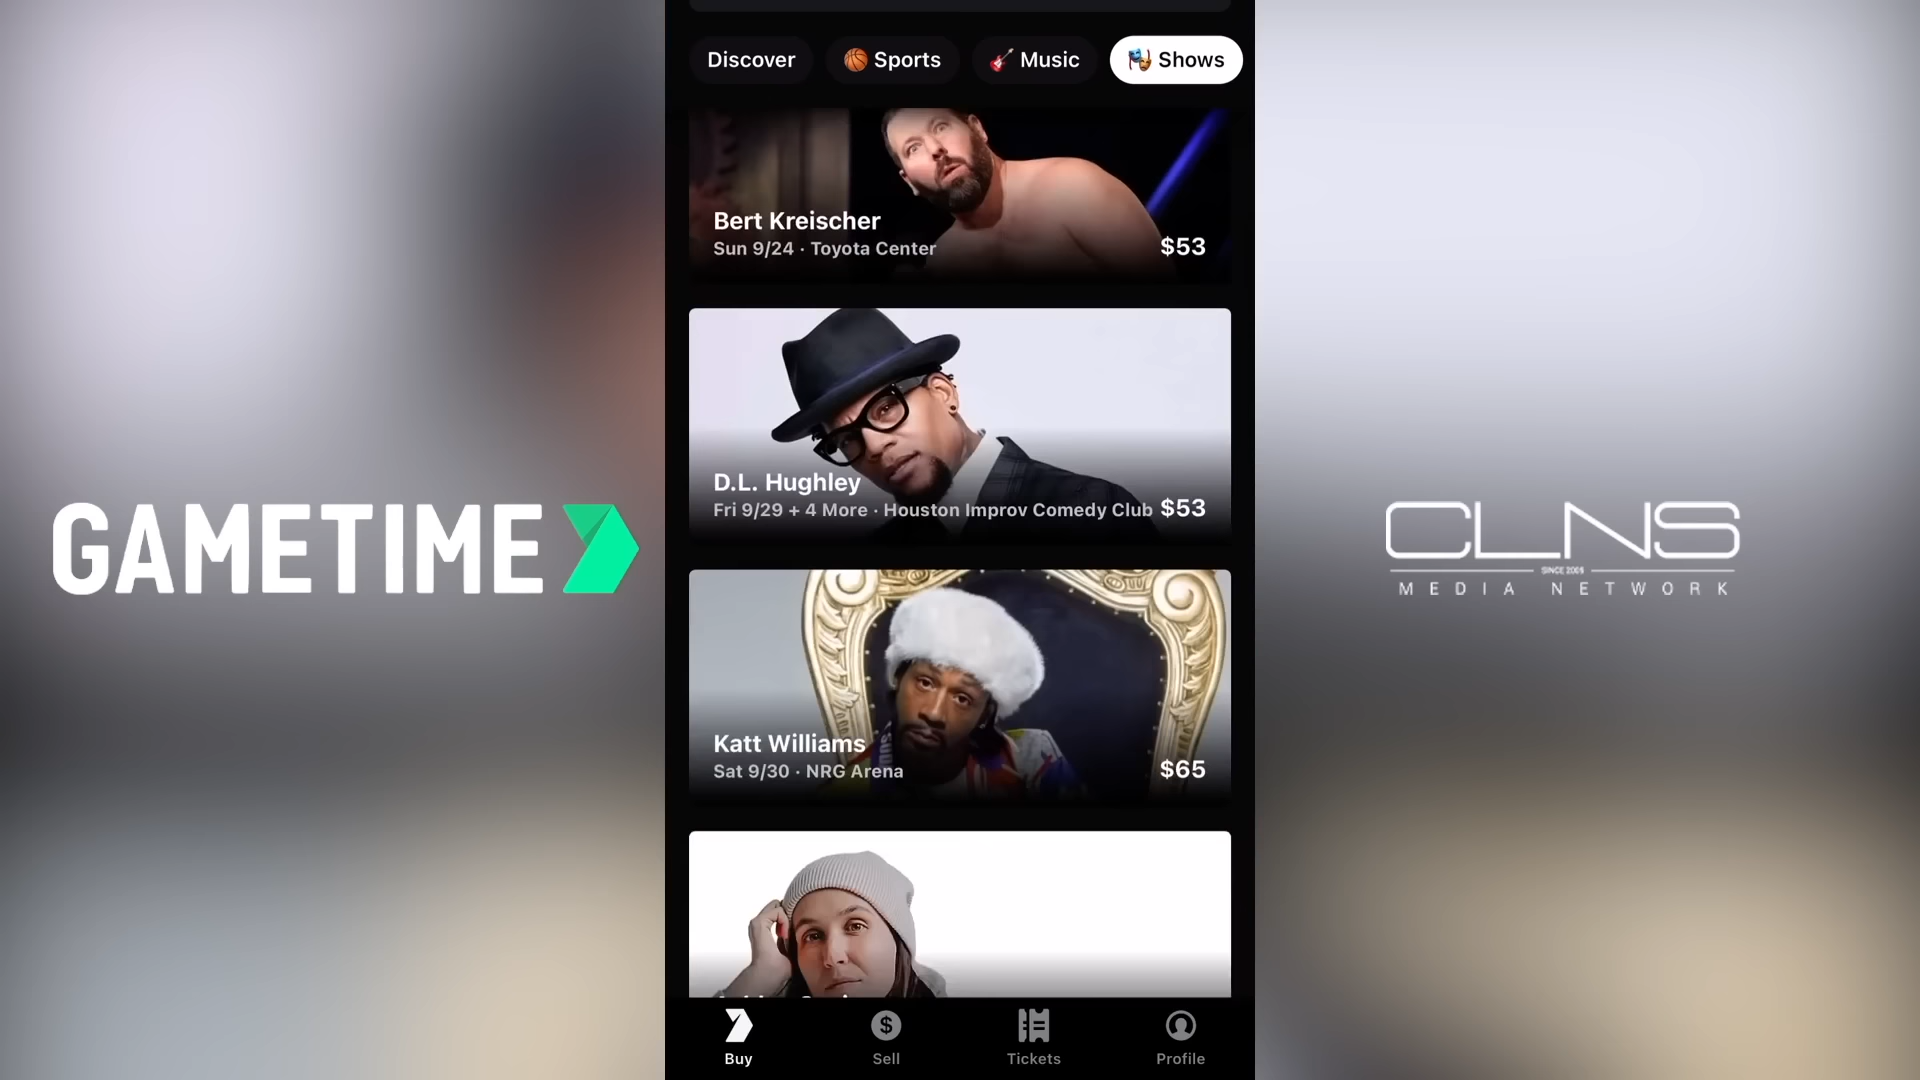 Discover
Sports
Music
Shows
Bert Kreischer
Sun 9/24 · Toyota Center
$53
D.L. Hughley
Fri 9/29 + 4 More · Houston Improv Comedy Club
$53
Katt Williams
Sat 9/30 · NRG Arena
$65
Buy
Sell
Tickets
Profile
GAMETIME
CLNS
SINCE 2006
MEDIA NETWORK